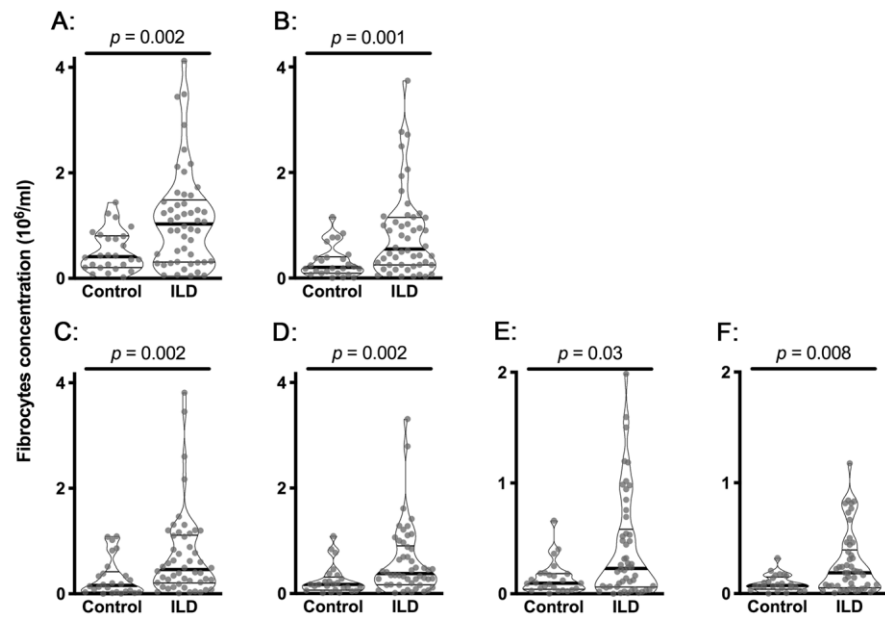 A:
B:
p = 0.002
p = 0.001
4
2
0
Control
ILD
4
2
0
Control
ILD
Fibrocytes concentration (10⁶/ml)
C:
D:
E:
F:
p = 0.002
p = 0.002
p = 0.03
p = 0.008
4
2
0
Control
ILD
4
2
0
Control
ILD
2
1
0
Control
ILD
2
1
0
Control
ILD